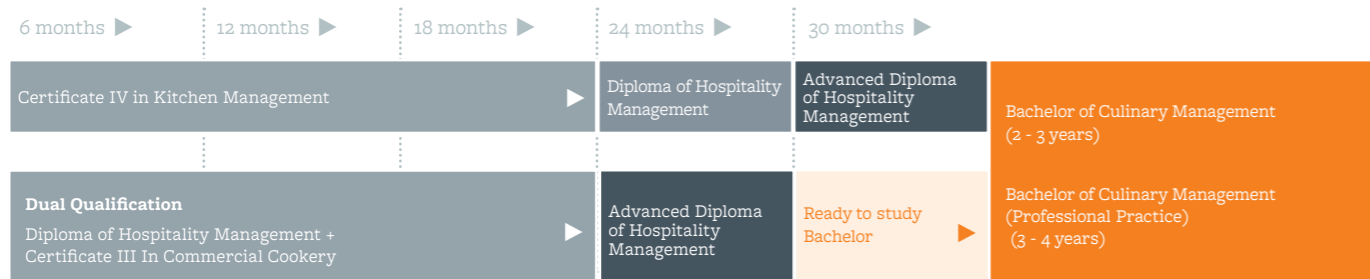 6 months
12 months
18 months
24 months
30 months
Certificate IV in Kitchen Management
Diploma of Hospitality
Management
Advanced Diploma
of Hospitality
Management
Bachelor of Culinary Management
(2 - 3 years)
Dual Qualification
Diploma of Hospitality Management +
Certificate III In Commercial Cookery
Advanced Diploma
of Hospitality
Management
Ready to study
Bachelor
Bachelor of Culinary Management
(Professional Practice)
(3 - 4 years)